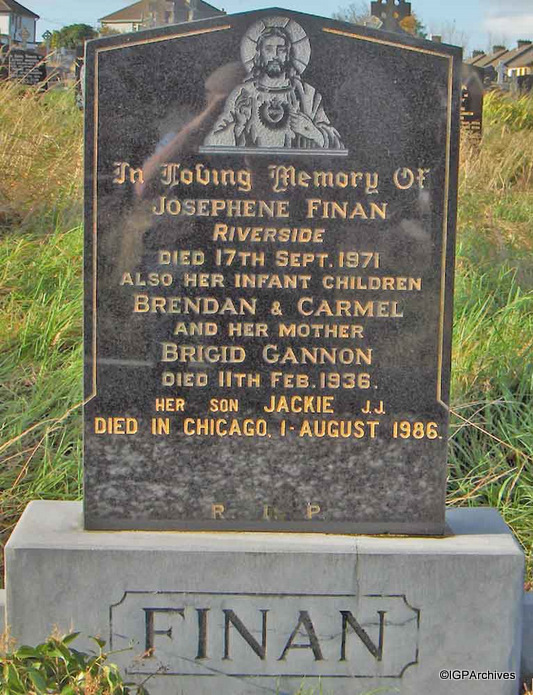 In Loving Memory Of
JOSEPHENE FINAN
RIVERSIDE
DIED 17TH SEPT. 1971
ALSO HER INFANT CHILDREN
BRENDAN & CARMEL
AND HER MOTHER
BRIGID GANNON
DIED 11TH FEB. 1936.
HER SON JACKIE J.J.
DIED IN CHICAGO, 1-AUGUST 1986.
R. I. P.
FINAN
©IGPArchives